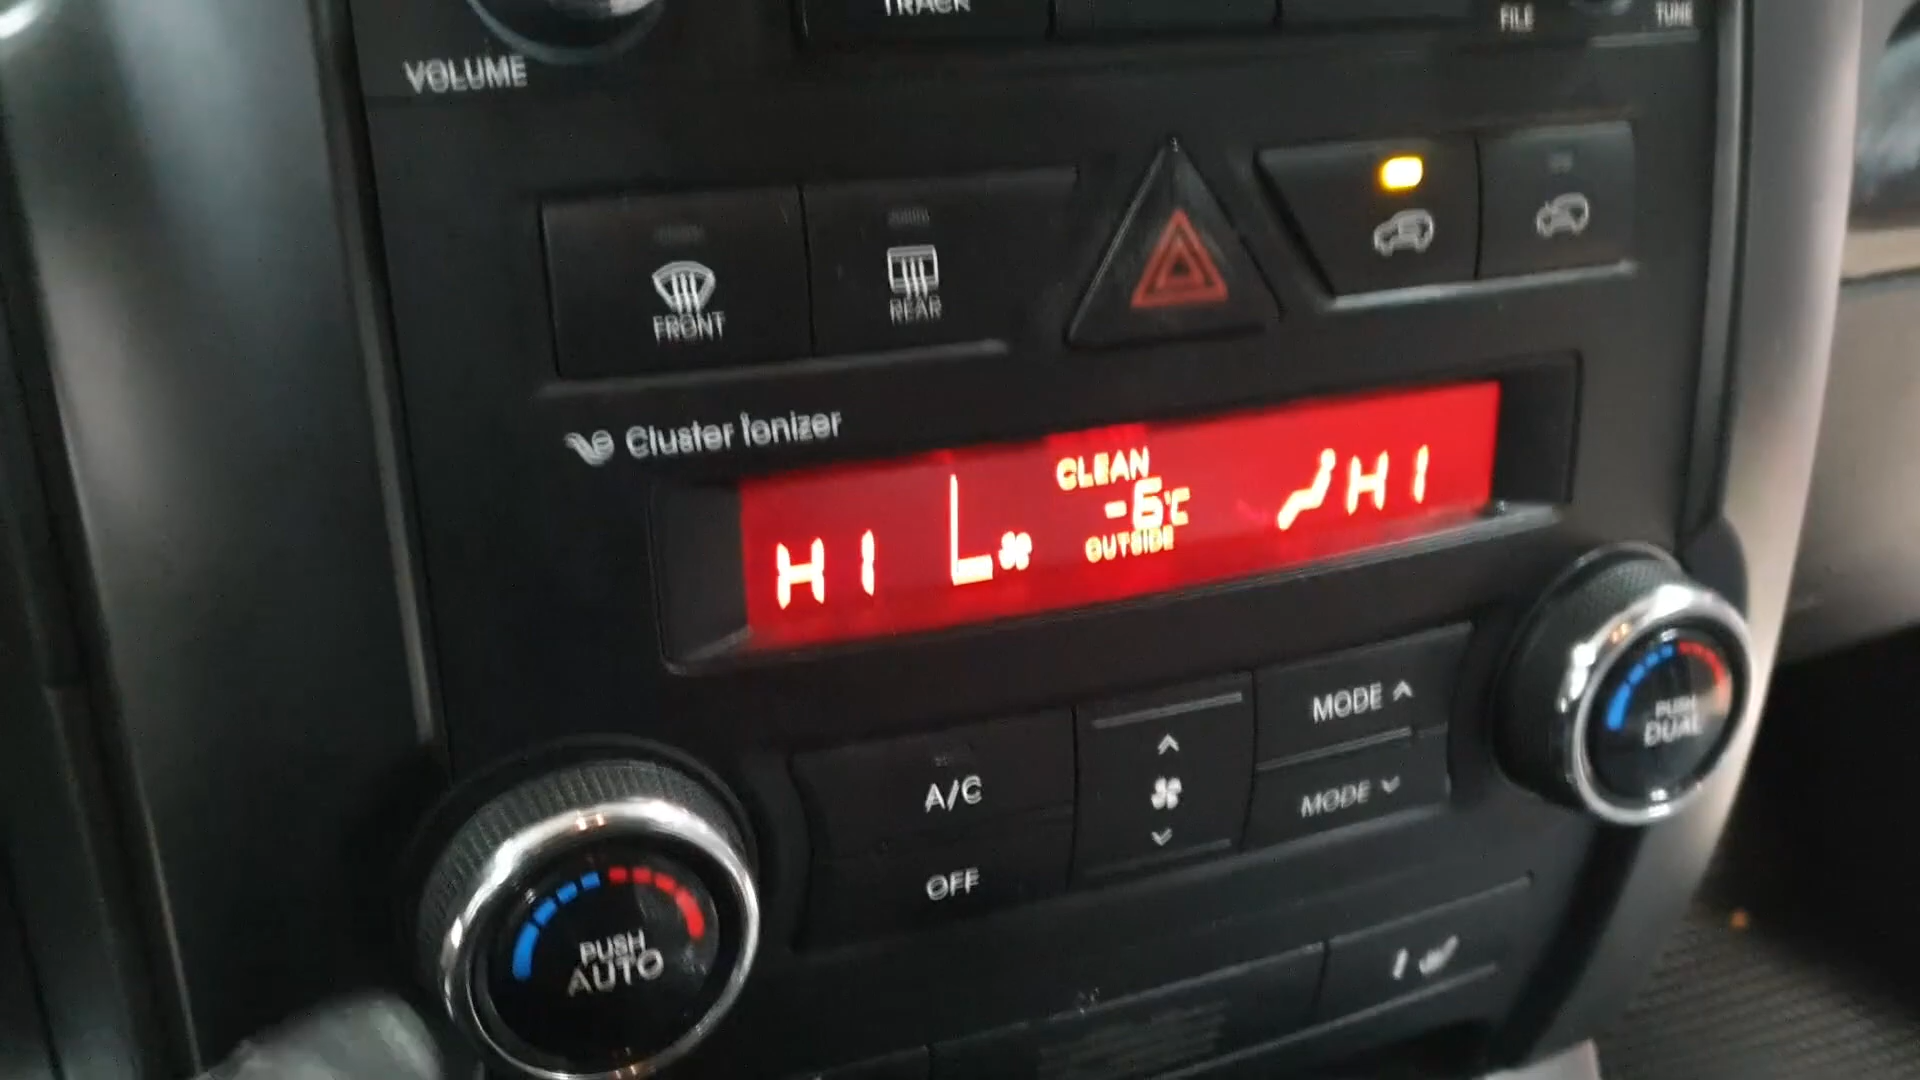 TRACK
FILE
TUNE
VOLUME
FRONT
REAR
Cluster Ionizer
CLEAN
HI
-6°C
HI
OUTSIDE
MODE
A/C
MODE
PUSH
DUAL
OFF
PUSH
AUTO